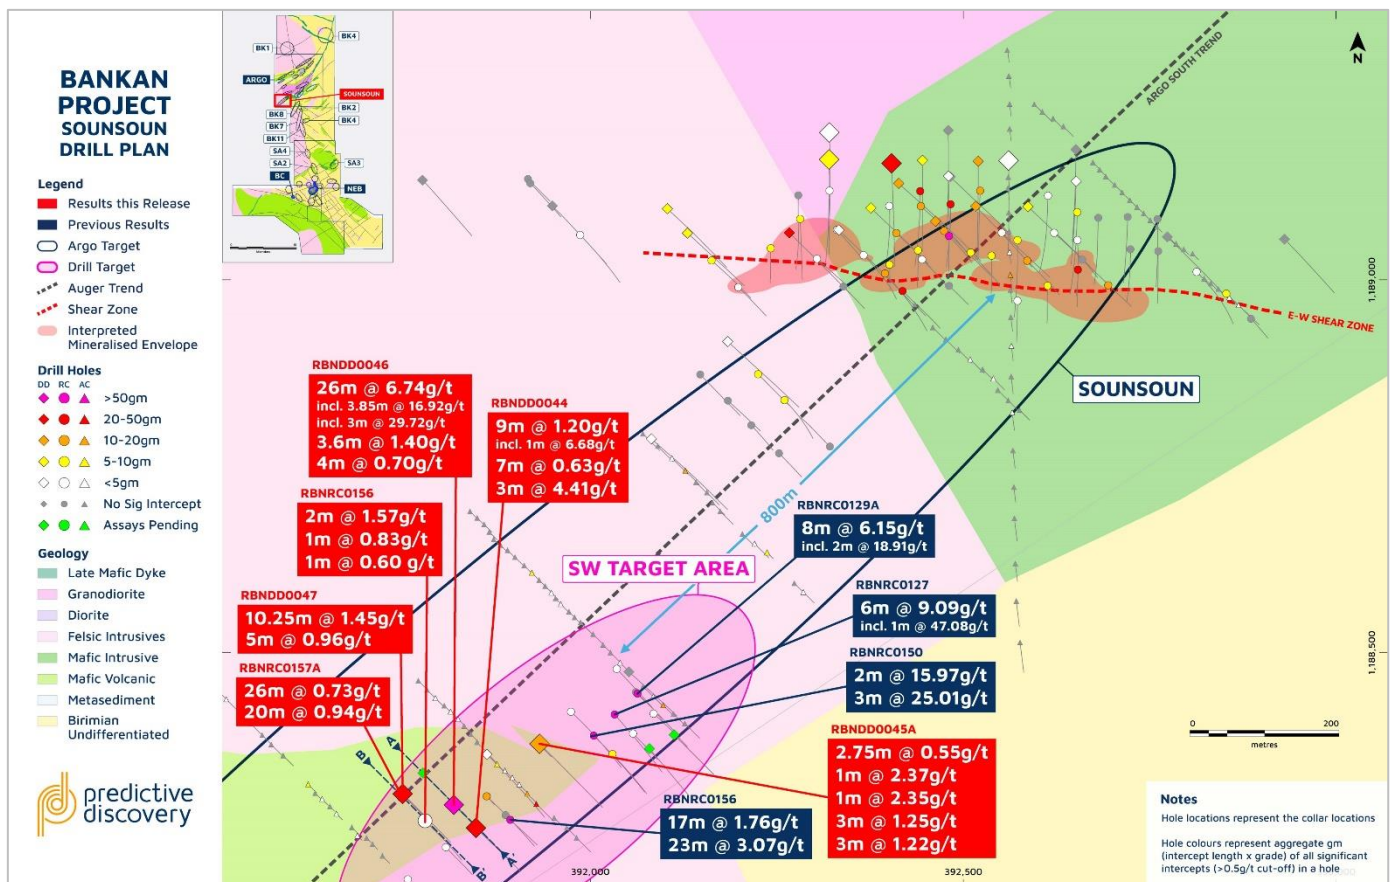 BANKAN
PROJECT
SOUNSOUN
DRILL PLAN
Legend
Results this Release
Previous Results
Argo Target
Drill Target
Auger Trend
Shear Zone
Interpreted
Mineralised Envelope
Drill Holes
DD RC AC
>50gm
20-50gm
10-20gm
5-10gm
<5gm
No Sig Intercept
Assays Pending
Geology
Late Mafic Dyke
Granodiorite
Diorite
Felsic Intrusives
Mafic Intrusive
Mafic Volcanic
Metasediment
Birimian
Undifferentiated
predictive
discovery
BK1
BK4
ARGO
SOUNSOUN
BK8
BK2
BK7
BK4
BK11
SA4
SA2
SA3
BC
NEB
N
ARGO SOUTH TREND
1,189,000
E-W SHEAR ZONE
SOUNSOUN
800m
RBNDD0046
26m @ 6.74g/t
incl. 3.85m @ 16.92g/t
incl. 3m @ 29.72g/t
3.6m @ 1.40g/t
4m @ 0.70g/t
RBNDD0044
9m @ 1.20g/t
incl. 1m @ 6.68g/t
7m @ 0.63g/t
3m @ 4.41g/t
RBNRC0156
2m @ 1.57g/t
1m @ 0.83g/t
1m @ 0.60 g/t
RBNRC0129A
8m @ 6.15g/t
incl. 2m @ 18.91g/t
SW TARGET AREA
RBNRC0127
6m @ 9.09g/t
incl. 1m @ 47.08g/t
RBNDD0047
10.25m @ 1.45g/t
5m @ 0.96g/t
RBNRC0150
2m @ 15.97g/t
3m @ 25.01g/t
1,188,500
RBNRC0157A
26m @ 0.73g/t
20m @ 0.94g/t
RBNDD0045A
2.75m @ 0.55g/t
1m @ 2.37g/t
1m @ 2.35g/t
3m @ 1.25g/t
3m @ 1.22g/t
0 200
metres
A
B
A'
B'
RBNRC0156
17m @ 1.76g/t
23m @ 3.07g/t
Notes
Hole locations represent the collar locations
Hole colours represent aggregate gm
(intercept length x grade) of all significant
intercepts (>0.5g/t cut-off) in a hole
392,000
392,500